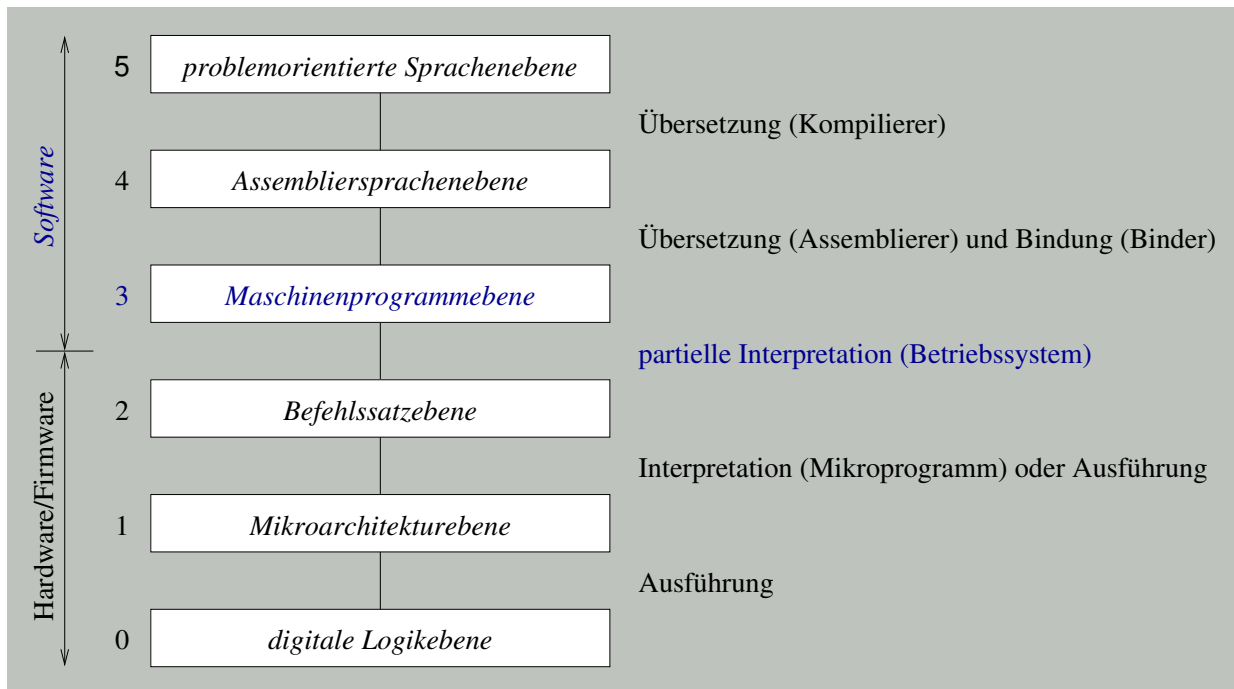 5 problemorientierte Sprachenebene
Übersetzung (Kompilierer)
4 Assembliersprachenebene
Übersetzung (Assemblierer) und Bindung (Binder)
3 Maschinenprogrammebene
partielle Interpretation (Betriebssystem)
2 Befehlssatzebene
Interpretation (Mikroprogramm) oder Ausführung
1 Mikroarchitekturebene
Ausführung
0 digitale Logikebene
Software
Hardware/Firmware